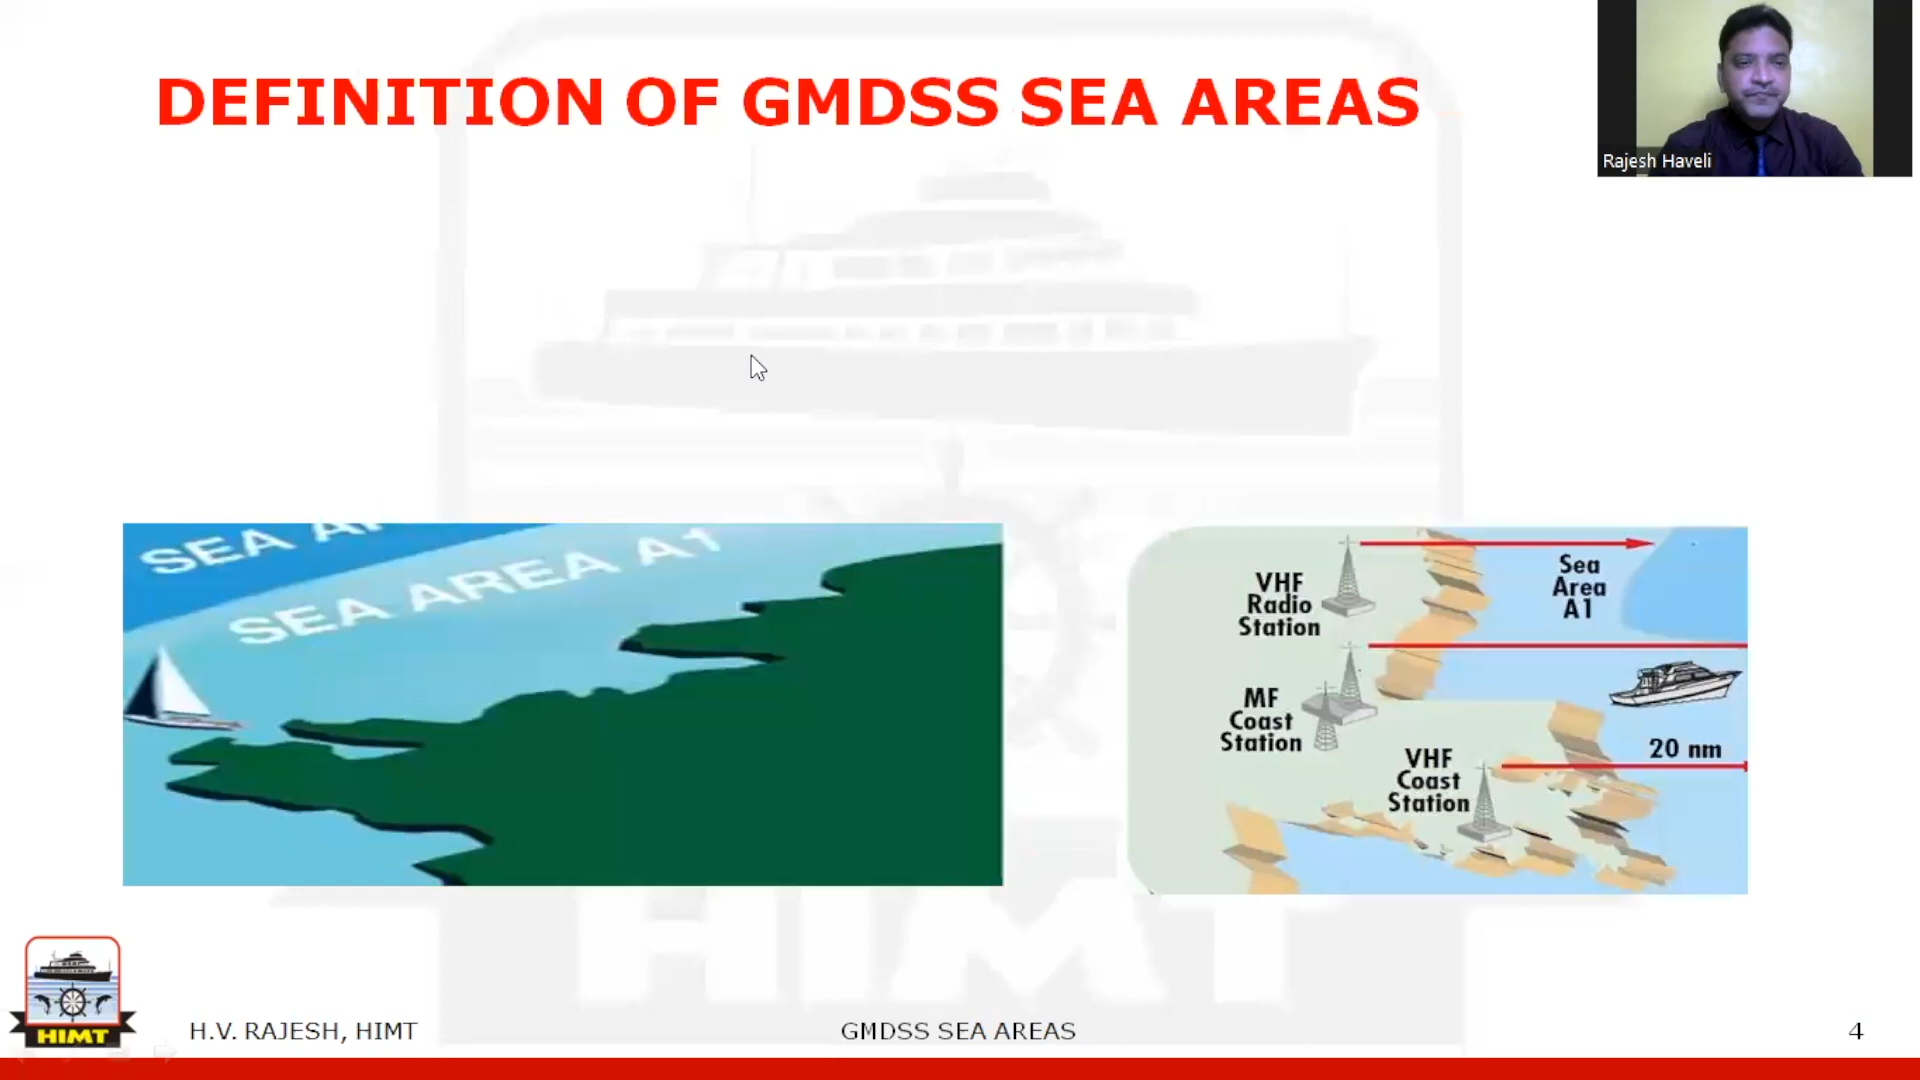 DEFINITION OF GMDSS SEA AREAS
Rajesh Haveli
SEA
SEA AREA A1
VHF
Radio
Station
Sea
Area
A1
MF
Coast
Station
20 nm
VHF
Coast
Station
HIMT
HIMT
H.V. RAJESH, HIMT
GMDSS SEA AREAS
4